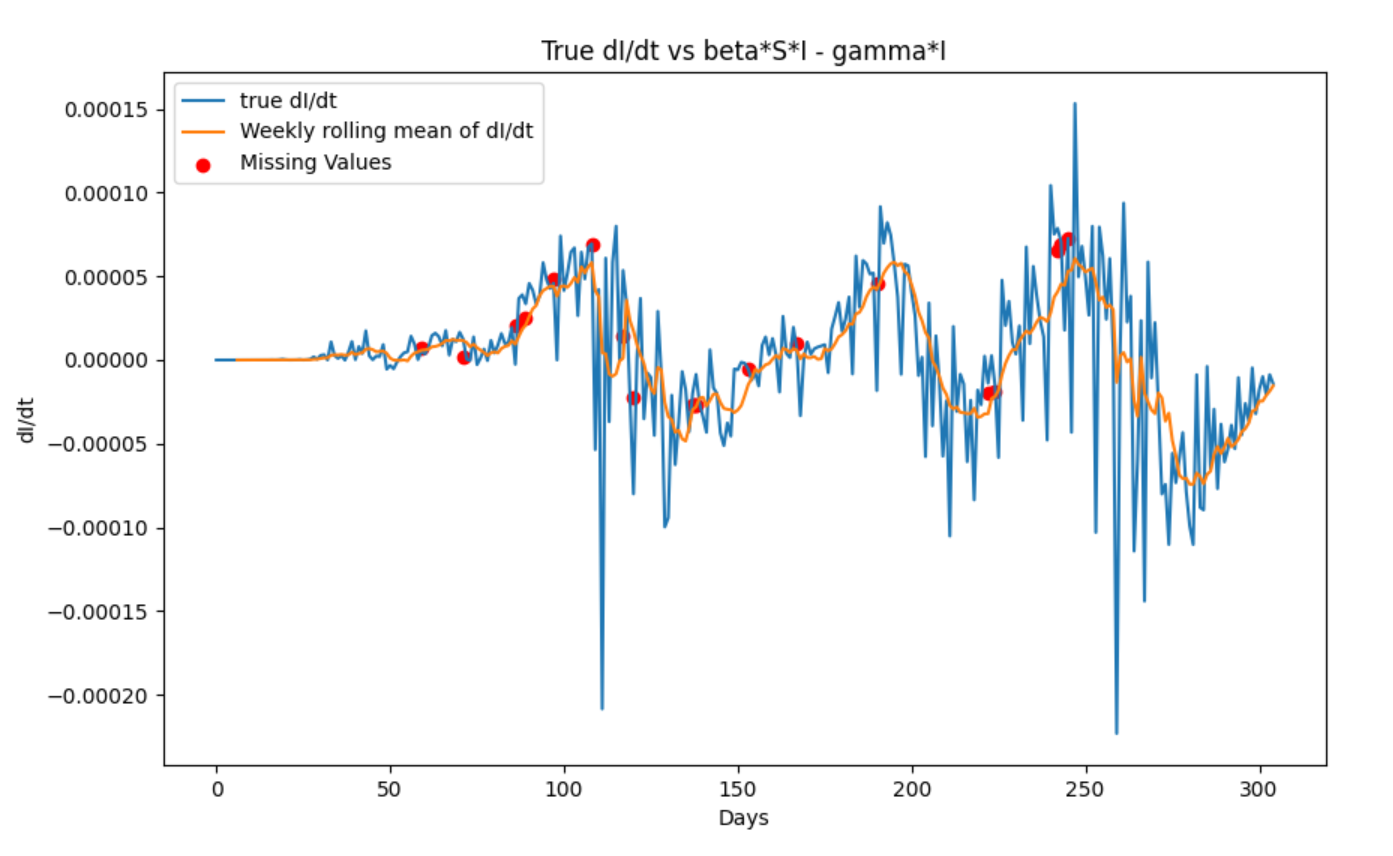 True dI/dt vs beta*S*I - gamma*I
true dI/dt
Weekly rolling mean of dI/dt
Missing Values
0.00015
0.00010
0.00005
0.00000
−0.00005
−0.00010
−0.00015
−0.00020
dI/dt
0 50 100 150 200 250 300
Days